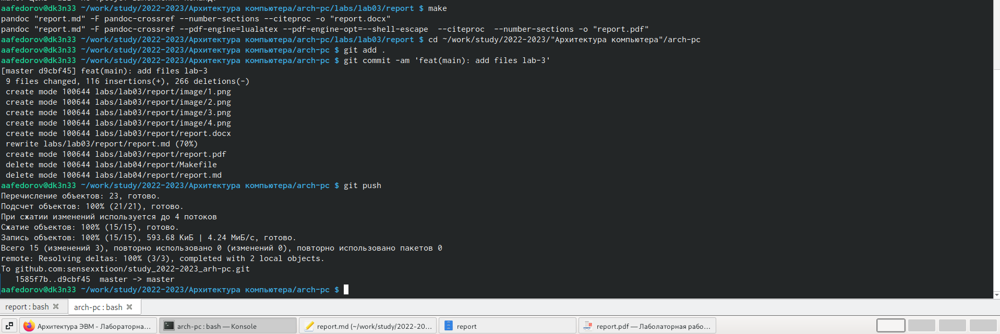 aafedorov@dk3n33 ~/work/study/2022-2023/Архитектура компьютера/arch-pc/labs/lab03/report $ make
pandoc "report.md" -F pandoc-crossref --number-sections --citeproc -o "report.docx"
pandoc "report.md" -F pandoc-crossref --pdf-engine=lualatex --pdf-engine-opt=--shell-escape  --citeproc  --number-sections -o "report.pdf"
aafedorov@dk3n33 ~/work/study/2022-2023/Архитектура компьютера/arch-pc/labs/lab03/report $ cd ~/work/study/2022-2023/"Архитектура компьютера"/arch-pc
aafedorov@dk3n33 ~/work/study/2022-2023/Архитектура компьютера/arch-pc $ git add .
aafedorov@dk3n33 ~/work/study/2022-2023/Архитектура компьютера/arch-pc $ git commit -am 'feat(main): add files lab-3'
[master d9cbf45] feat(main): add files lab-3
 9 files changed, 116 insertions(+), 266 deletions(-)
 create mode 100644 labs/lab03/report/image/1.png
 create mode 100644 labs/lab03/report/image/2.png
 create mode 100644 labs/lab03/report/image/3.png
 create mode 100644 labs/lab03/report/image/4.png
 create mode 100644 labs/lab03/report/report.docx
 rewrite labs/lab03/report/report.md (70%)
 create mode 100644 labs/lab03/report/report.pdf
 delete mode 100644 labs/lab04/report/Makefile
 delete mode 100644 labs/lab04/report/report.md
aafedorov@dk3n33 ~/work/study/2022-2023/Архитектура компьютера/arch-pc $ git push
Перечисление объектов: 23, готово.
Подсчет объектов: 100% (21/21), готово.
При сжатии изменений используется до 4 потоков
Сжатие объектов: 100% (15/15), готово.
Запись объектов: 100% (15/15), 593.68 КиБ | 4.24 МиБ/с, готово.
Всего 15 (изменений 3), повторно использовано 0 (изменений 0), повторно использовано пакетов 0
remote: Resolving deltas: 100% (3/3), completed with 2 local objects.
To github.com:sensexxtioon/study_2022-2023_arh-pc.git
   1585f7b..d9cbf45  master -> master
aafedorov@dk3n33 ~/work/study/2022-2023/Архитектура компьютера/arch-pc $
report : bash arch-pc : bash
Архитектура ЭВМ - Лабораторна... arch-pc : bash — Konsole report.md (~/work/study/2022-20... report report.pdf — Лаболаторная рабо...